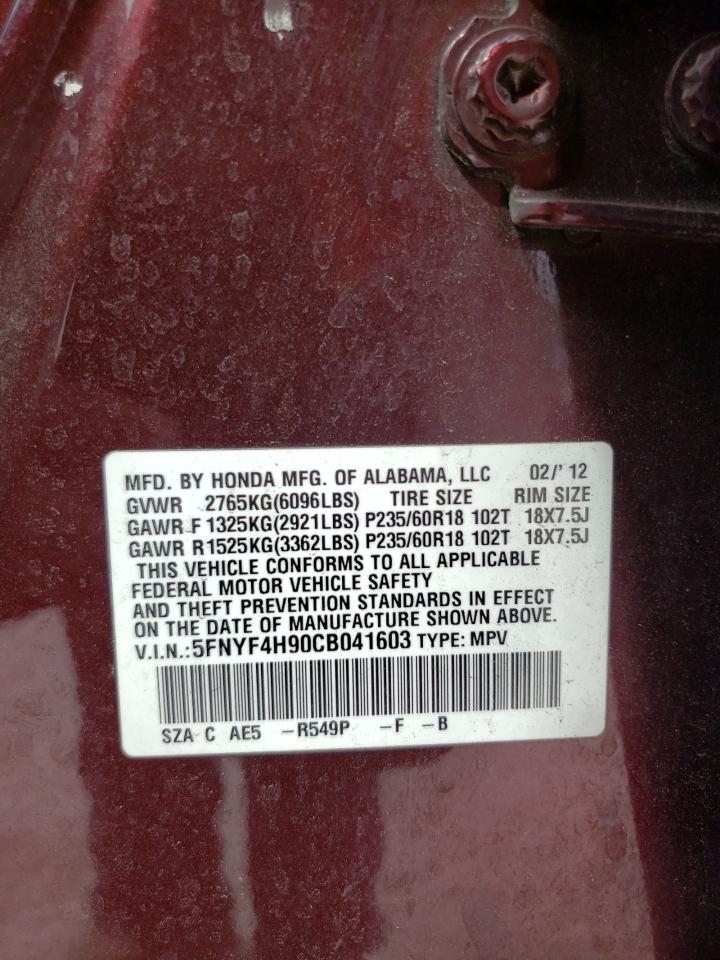 MFD. BY HONDA MFG. OF ALABAMA, LLC 02/'12
GVWR 2765KG(6096LBS) TIRE SIZE RIM SIZE
GAWR F 1325KG(2921LBS) P235/60R18 102T 18X7.5J
GAWR R 1525KG(3362LBS) P235/60R18 102T 18X7.5J
THIS VEHICLE CONFORMS TO ALL APPLICABLE
FEDERAL MOTOR VEHICLE SAFETY
AND THEFT PREVENTION STANDARDS IN EFFECT
ON THE DATE OF MANUFACTURE SHOWN ABOVE.
V.I.N.:5FNYF4H90CB041603 TYPE: MPV
SZA C AE5 -R549P -F -B